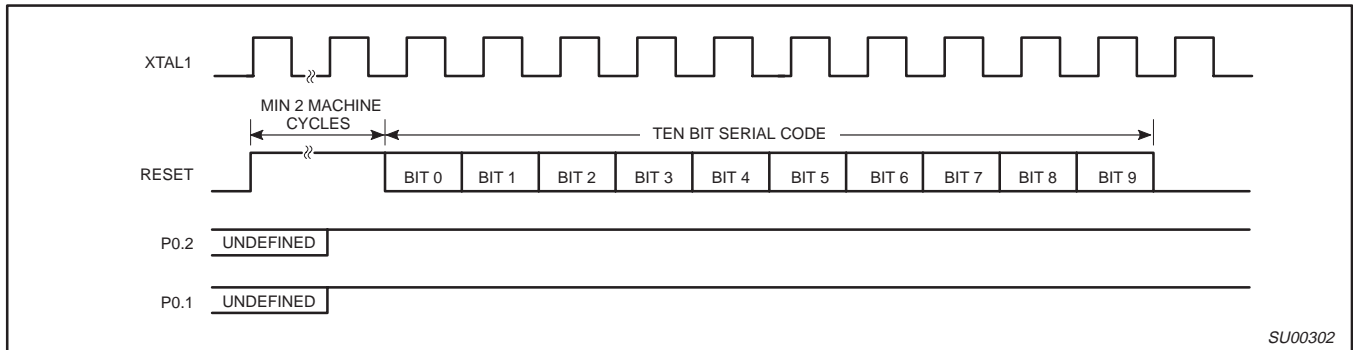 XTAL1
MIN 2 MACHINE
CYCLES
TEN BIT SERIAL CODE
RESET
BIT 0 BIT 1 BIT 2 BIT 3 BIT 4 BIT 5 BIT 6 BIT 7 BIT 8 BIT 9
P0.2 UNDEFINED
P0.1 UNDEFINED
SU00302